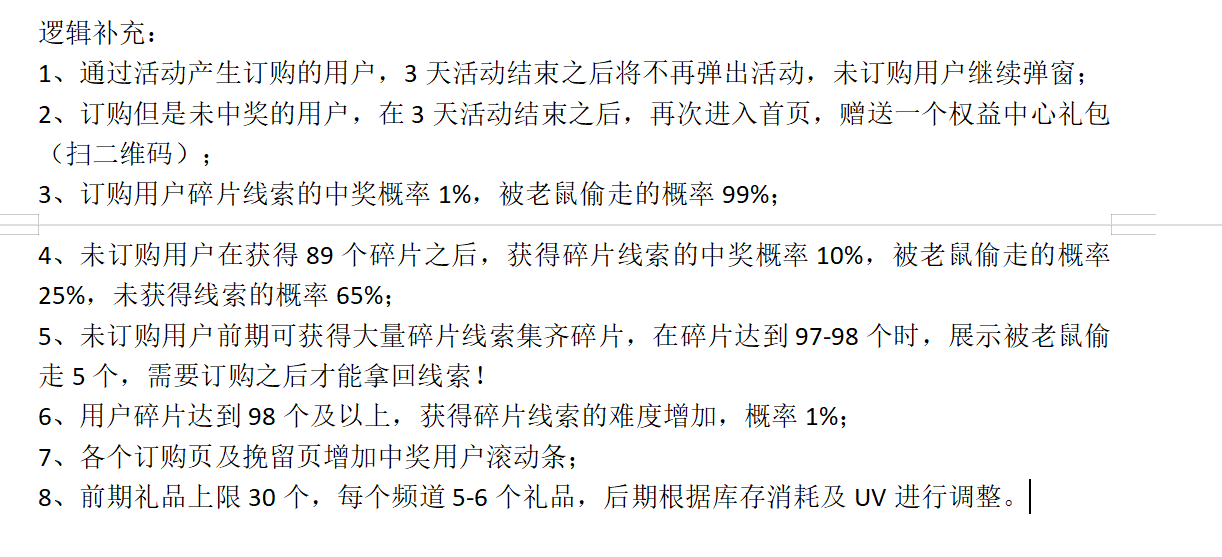 逻辑补充：
1、通过活动产生订购的用户，3 天活动结束之后将不再弹出活动，未订购用户继续弹窗；
2、订购但是未中奖的用户，在 3 天活动结束之后，再次进入首页，赠送一个权益中心礼包
（扫二维码）；
3、订购用户碎片线索的中奖概率 1%，被老鼠偷走的概率 99%；
4、未订购用户在获得 89 个碎片之后，获得碎片线索的中奖概率 10%，被老鼠偷走的概率
25%，未获得线索的概率 65%；
5、未订购用户前期可获得大量碎片线索集齐碎片，在碎片达到 97-98 个时，展示被老鼠偷
走 5 个，需要订购之后才能拿回线索！
6、用户碎片达到 98 个及以上，获得碎片线索的难度增加，概率 1%；
7、各个订购页及挽留页增加中奖用户滚动条；
8、前期礼品上限 30 个，每个频道 5-6 个礼品，后期根据库存消耗及 UV 进行调整。